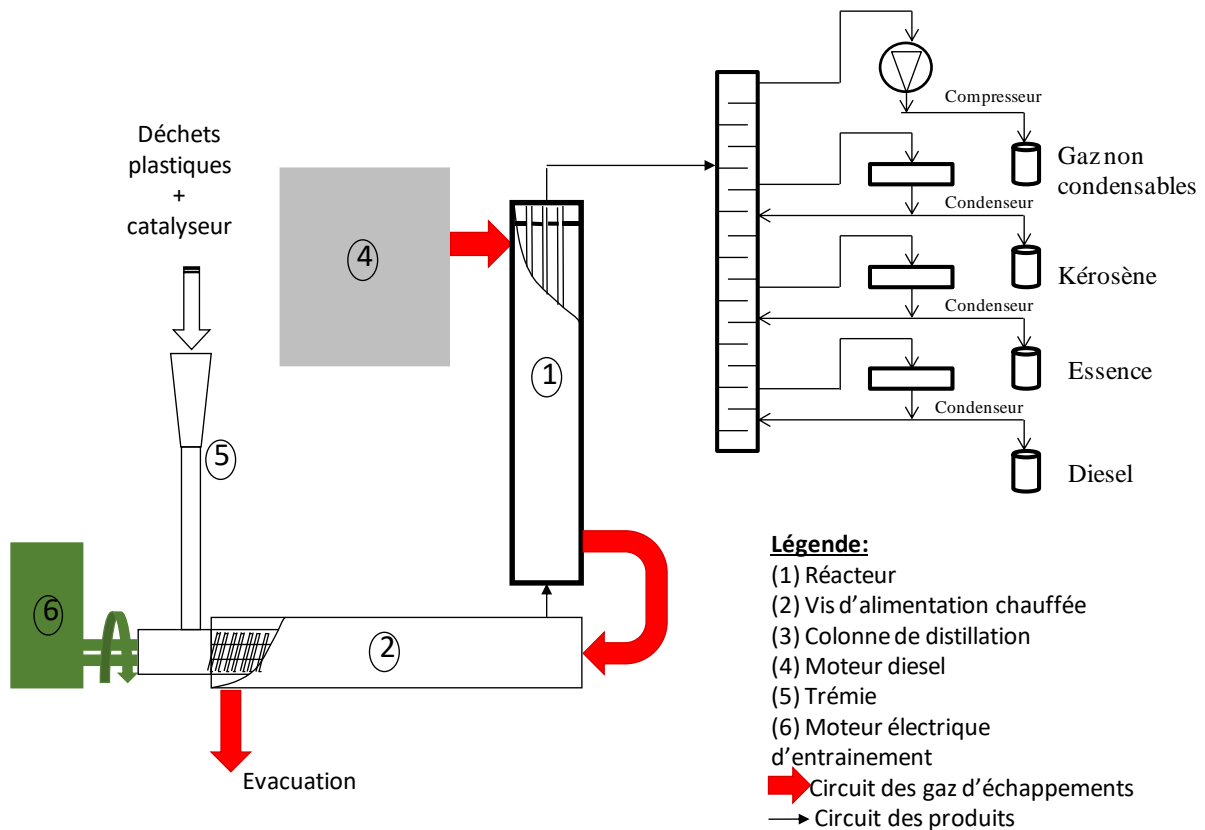 Déchets
plastiques
+
catalyseur
4
1
5
6
2
Evacuation
Compresseur
Gaz non
condensables
Condenseur
Kérosène
Condenseur
Essence
Condenseur
Diesel
Légende:
(1) Réacteur
(2) Vis d'alimentation chauffée
(3) Colonne de distillation
(4) Moteur diesel
(5) Trémie
(6) Moteur électrique
d'entrainement
Circuit des gaz d'échappements
Circuit des produits